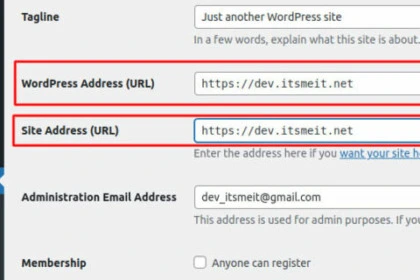 Tagline
Just another WordPress site
In a few words, explain what this site is about.
WordPress Address (URL)
https://dev.itsmeit.net
Site Address (URL)
https://dev.itsmeit.net
Enter the address here if you want your site h
Administration Email Address
dev_itsmeit@gmail.com
This address is used for admin purposes. If you
Membership
Anyone can register